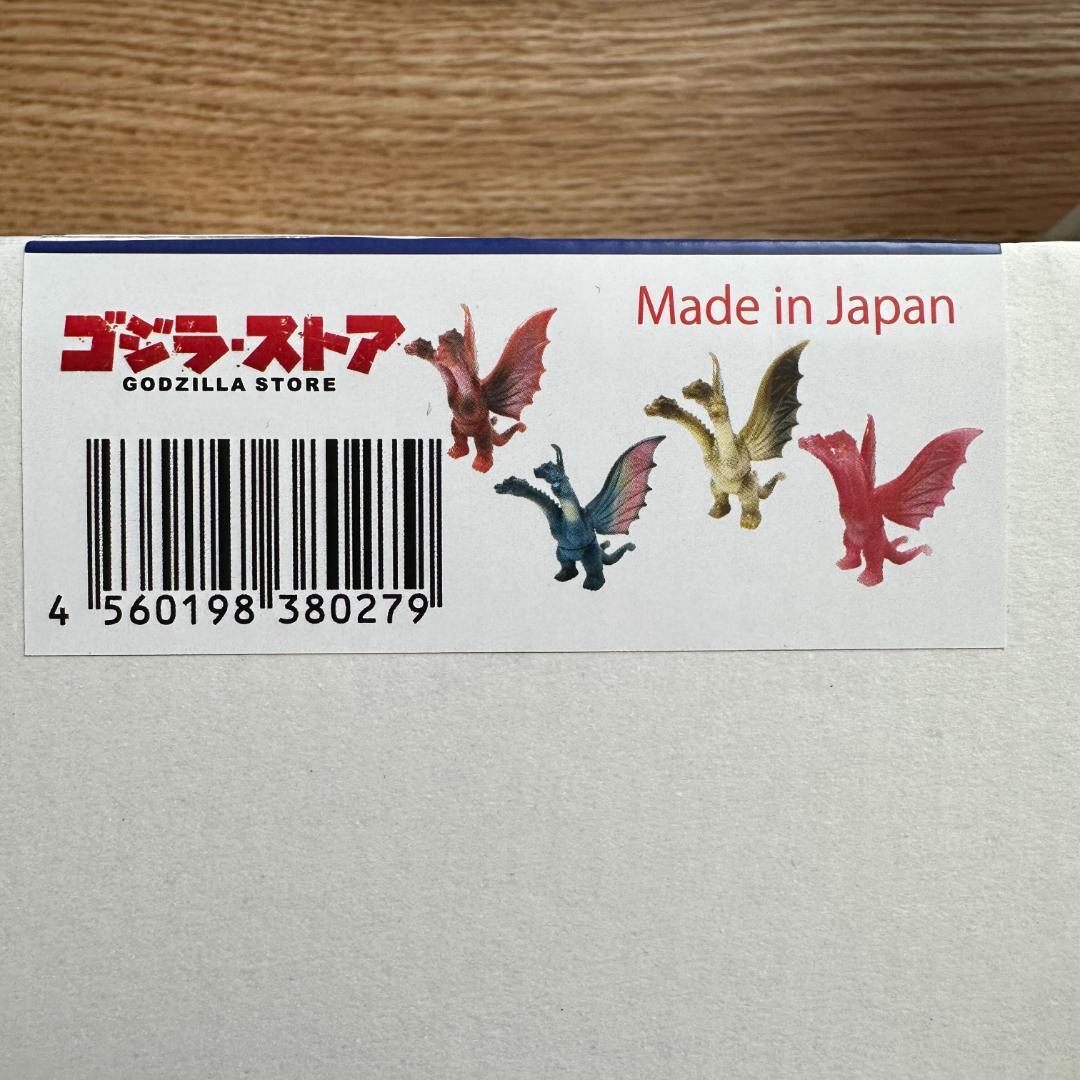 Made in Japan
ゴジラ・ストア
GODZILLA STORE
4 560198 380279